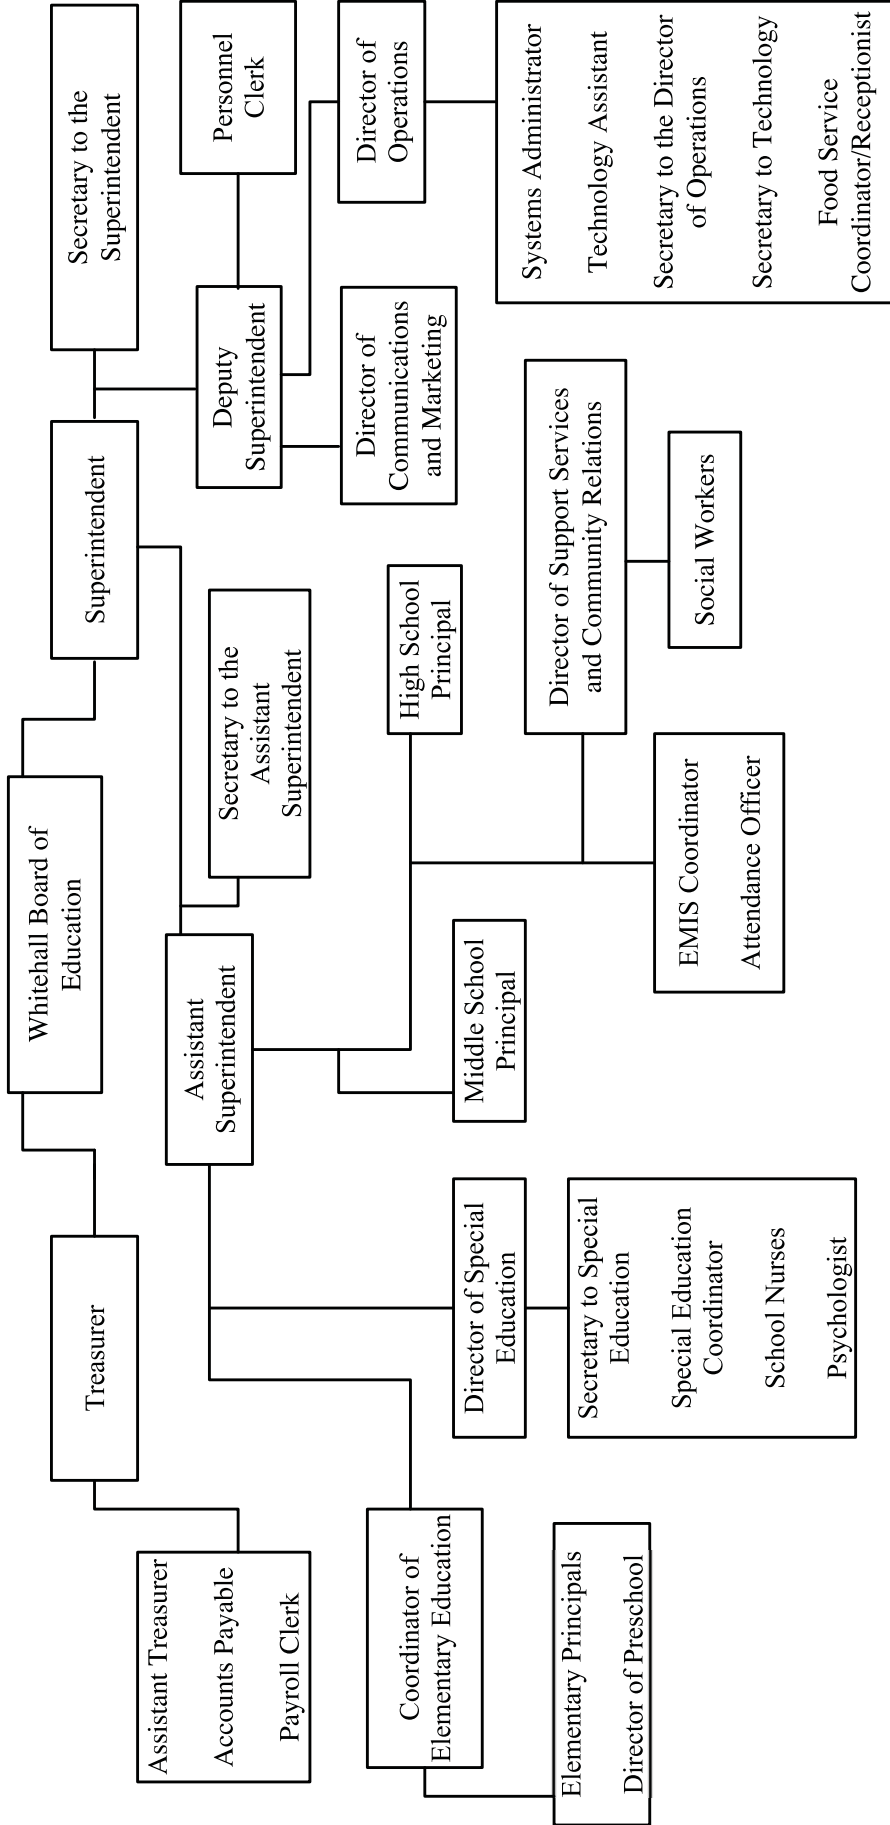 Whitehall Board of
Education
Treasurer
Superintendent
Secretary to the
Superintendent
Assistant Treasurer
Accounts Payable
Payroll Clerk
Assistant
Superintendent
Secretary to the
Assistant
Superintendent
Deputy
Superintendent
Personnel
Clerk
Coordinator of
Elementary Education
High School
Principal
Director of
Communications
and Marketing
Director of
Operations
Director of Special
Education
Middle School
Principal
Elementary Principals
Director of Preschool
Secretary to Special
Education
Special Education
Coordinator
School Nurses
Psychologist
EMIS Coordinator
Attendance Officer
Director of Support Services
and Community Relations
Social Workers
Systems Administrator
Technology Assistant
Secretary to the Director
of Operations
Secretary to Technology
Food Service
Coordinator/Receptionist